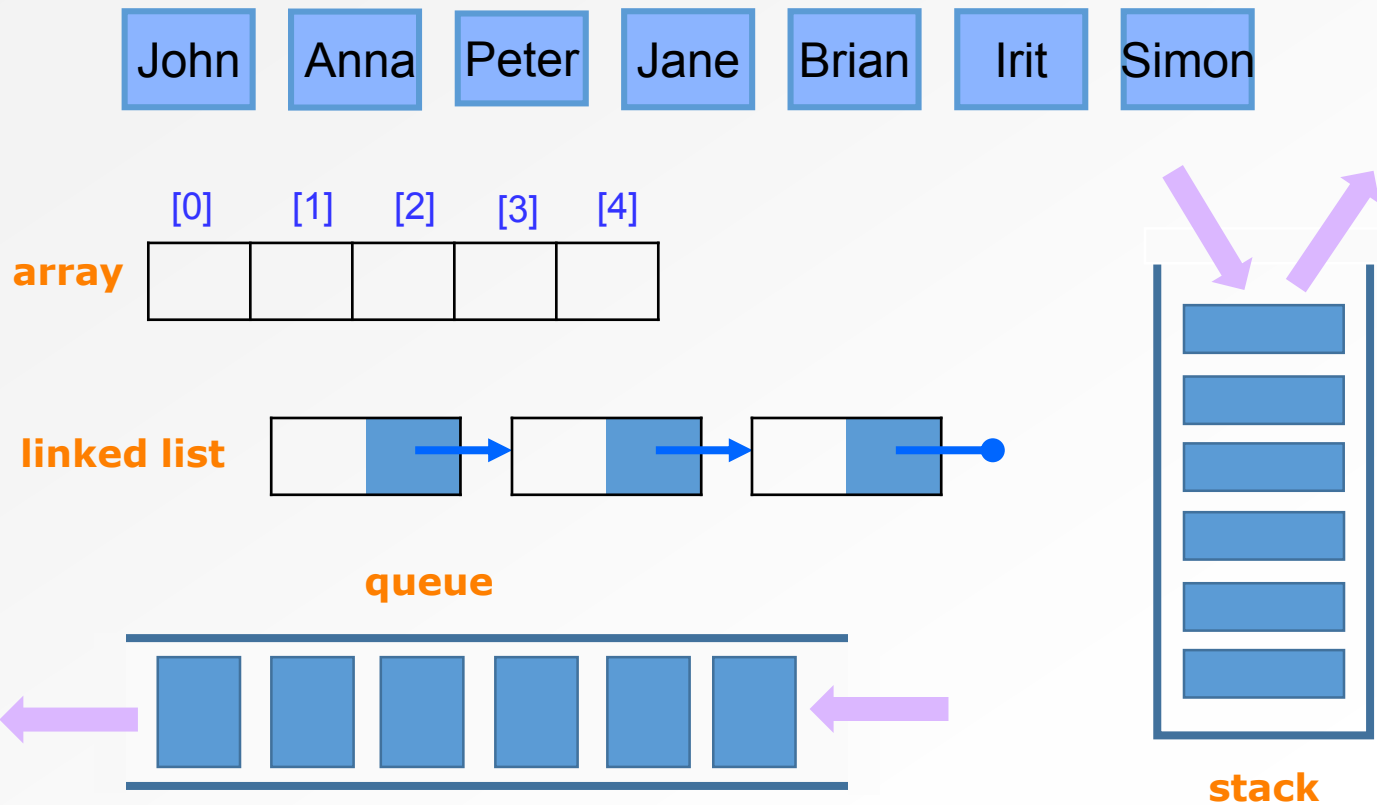 John Anna Peter Jane Brian Irit Simon
[0] [1] [2] [3] [4]
array
linked list
queue
stack